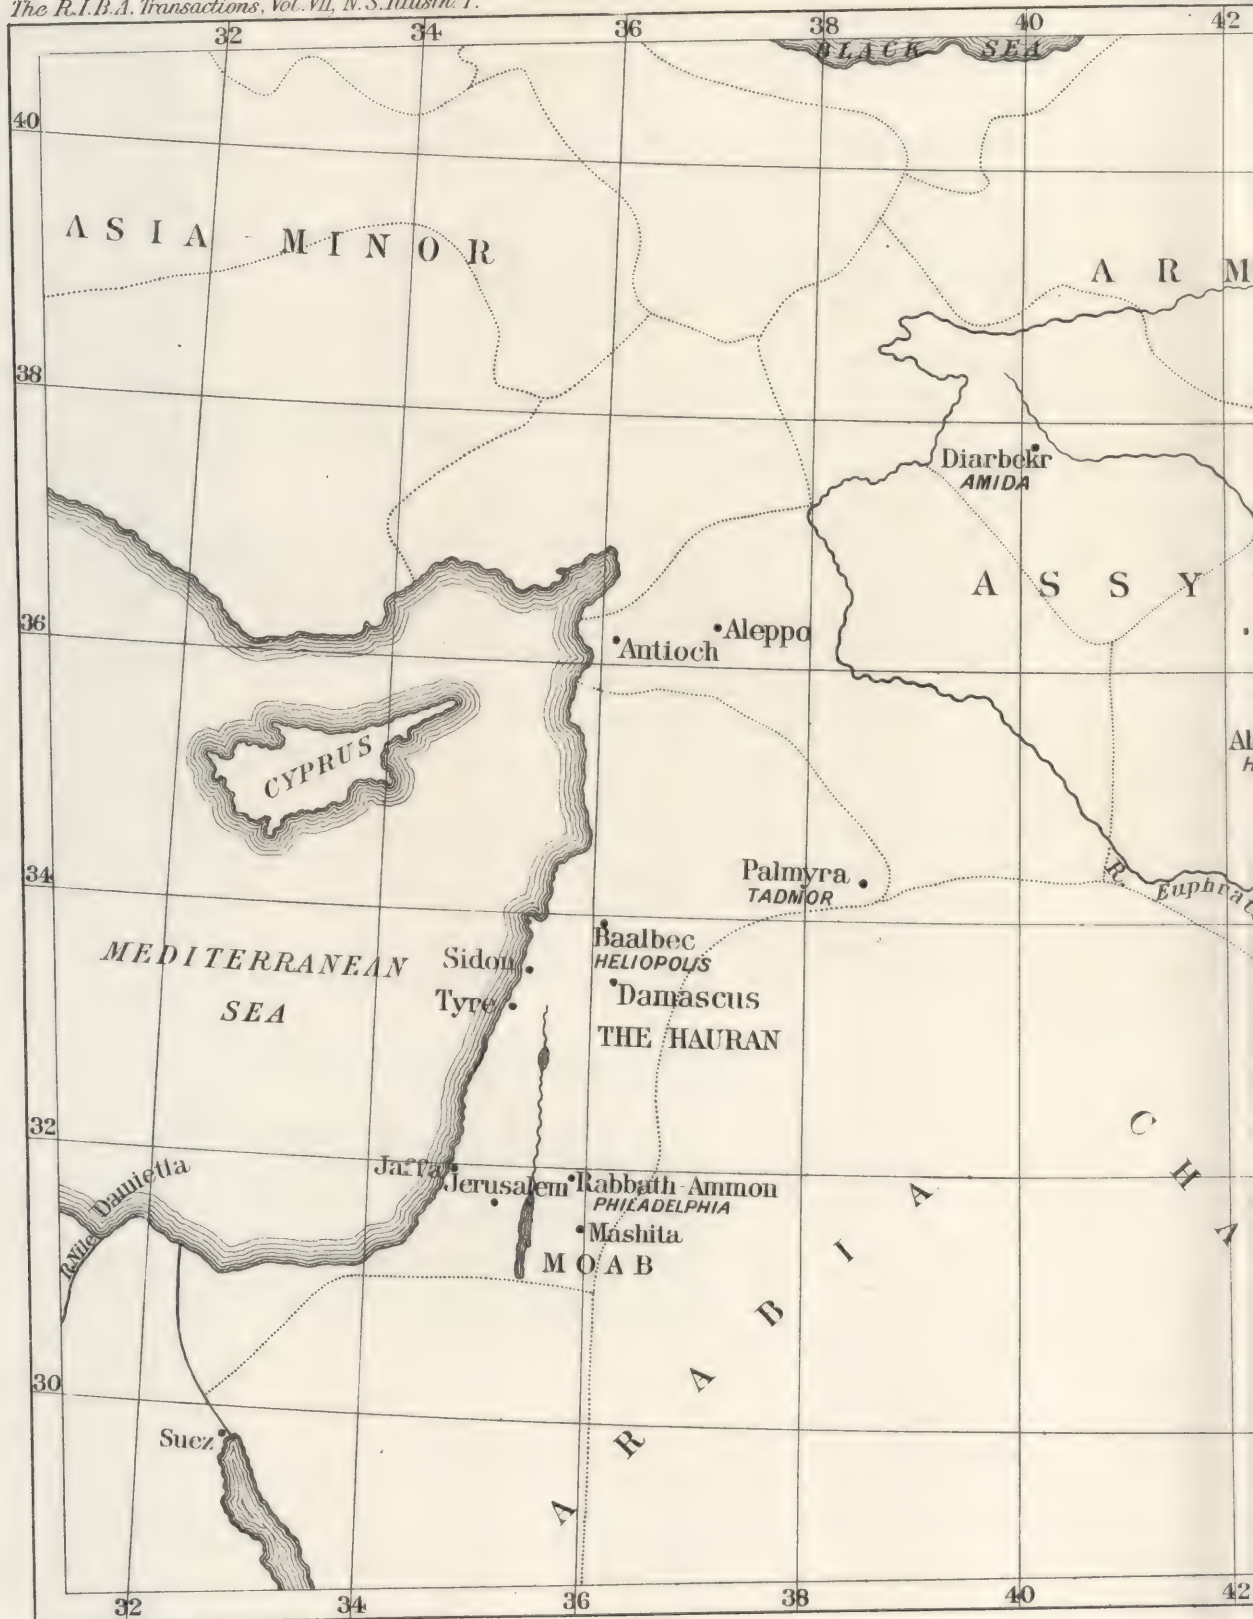 The R.I.B.A. Transactions, Vol. VII, N.S. Illustn. 1.
32 34 36 38 40 42
BLACK SEA
40
ASIA MINOR
ARM
38
Diarbekr
AMIDA
ASSY
36
Aleppo
Antioch
CYPRUS
Al
H
34
Palmyra
TADMOR
R. Euphrat
MEDITERRANEAN
SEA
Sidon
Baalbec
HELIOPOLIS
Tyre
Damascus
THE HAURAN
CHA
32
Damietta
Jaffa
Jerusalem
Rabbath-Ammon
PHILADELPHIA
R. Nile
Mashita
MOAB
ARABIA
30
Suez
32 34 36 38 40 42